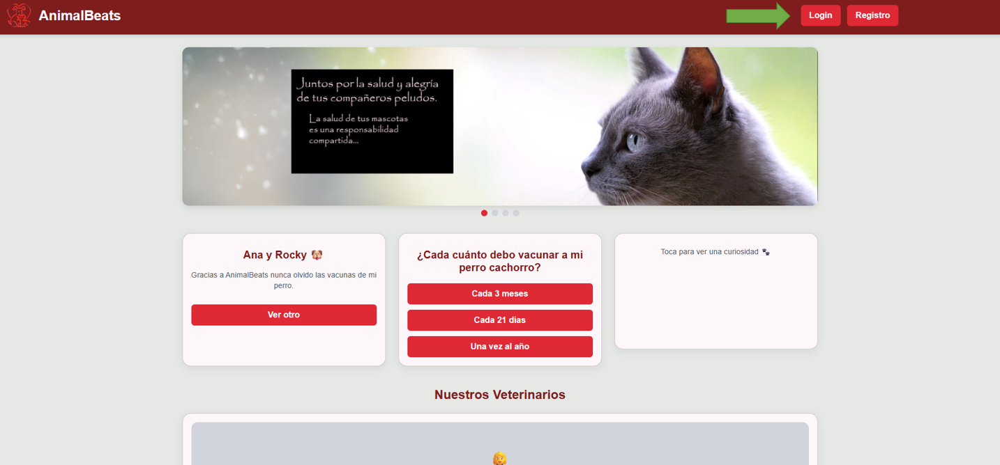 AnimalBeats
Login
Registro
Juntos por la salud y alegría
de tus compañeros peludos.
La salud de tus mascotas
es una responsabilidad
compartida...
Ana y Rocky 🐶
Gracias a AnimalBeats nunca olvido las vacunas de mi
perro.
Ver otro
¿Cada cuánto debo vacunar a mi
perro cachorro?
Cada 3 meses
Cada 21 dias
Una vez al año
Toca para ver una curiosidad 🐾
Nuestros Veterinarios